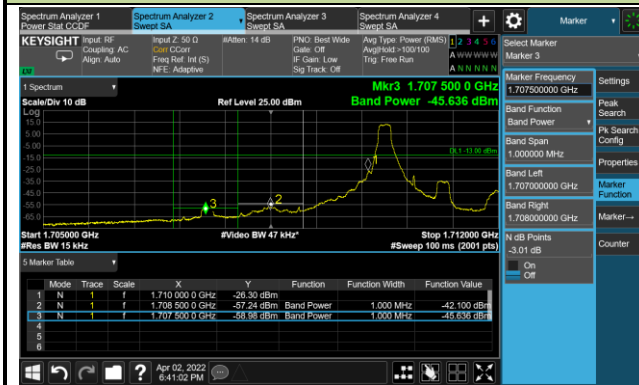 Spectrum Analyzer 1
Power Stat CCDF
Spectrum Analyzer 2
Swept SA
Spectrum Analyzer 3
Swept SA
Spectrum Analyzer 4
Swept SA
+
Marker
KEYSIGHT
Input: RF
Coupling: AC
Align: Auto
Input Z: 50 Ω
Corr CCorr
Freq Ref: Int (S)
NFE: Adaptive
#Atten: 14 dB
PNO: Best Wide
Gate: Off
IF Gain: Low
Sig Track: Off
Avg Type: Power (RMS)
Avg|Hold:>100/100
Trig: Free Run
1 2 3 4 5 6
A W W W W W
A N N N N N
LXI
Select Marker
Marker 3
1 Spectrum
Scale/Div 10 dB
Ref Level 25.00 dBm
Mkr3 1.707 500 0 GHz
Band Power -45.636 dBm
Log
15.0
5.00
-5.00
-15.0
-25.0
-35.0
-45.0
-55.0
-65.0
DL1 -13.00 dBm
3
2
Start 1.705000 GHz
#Res BW 15 kHz
#Video BW 47 kHz*
Stop 1.712000 GHz
#Sweep 100 ms (2001 pts)
5 Marker Table
Mode Trace Scale X Y Function Function Width Function Value
1 N 1 f 1.710 000 0 GHz -26.30 dBm
2 N 1 f 1.708 500 0 GHz -57.24 dBm Band Power 1.000 MHz -42.100 dBm
3 N 1 f 1.707 500 0 GHz -58.98 dBm Band Power 1.000 MHz -45.636 dBm
4
5
6
Marker Frequency
1.707500000 GHz
Band Function
Band Power
Band Span
1.000000 MHz
Band Left
1.707000000 GHz
Band Right
1.708000000 GHz
N dB Points
-3.01 dB
On
Off
Settings
Peak
Search
Pk Search
Config
Properties
Marker
Function
Marker→
Counter
?
Apr 02, 2022
6:41:02 PM